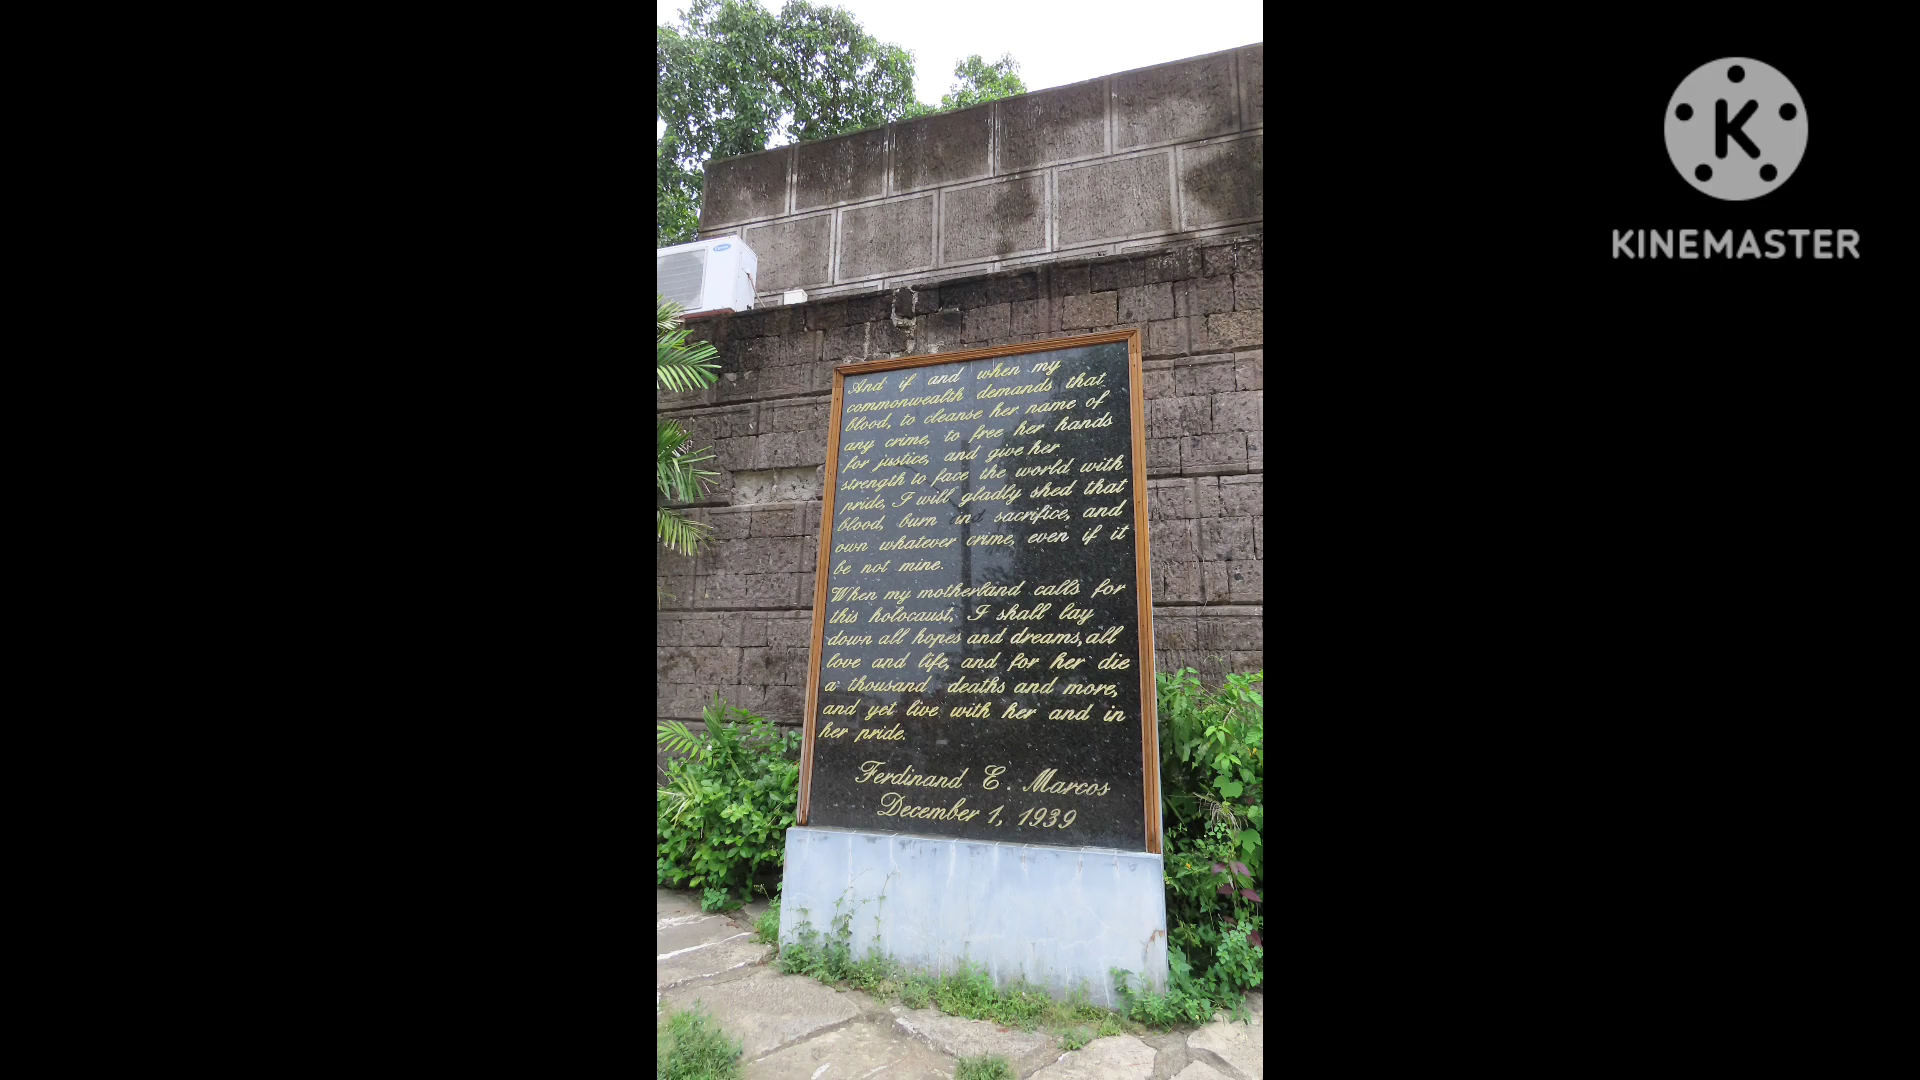 And if and when my
commonwealth demands that
blood, to cleanse her name of
any crime, to free her hands
for justice, and give her
strength to face the world with
pride, I will gladly shed that
blood, burn in sacrifice, and
own whatever crime, even if it
be not mine.
When my motherland calls for
this holocaust, I shall lay
down all hopes and dreams, all
love and life, and for her die
a thousand deaths and more,
and yet live with her and in
her pride.
Ferdinand E. Marcos
December 1, 1939
K
KINEMASTER